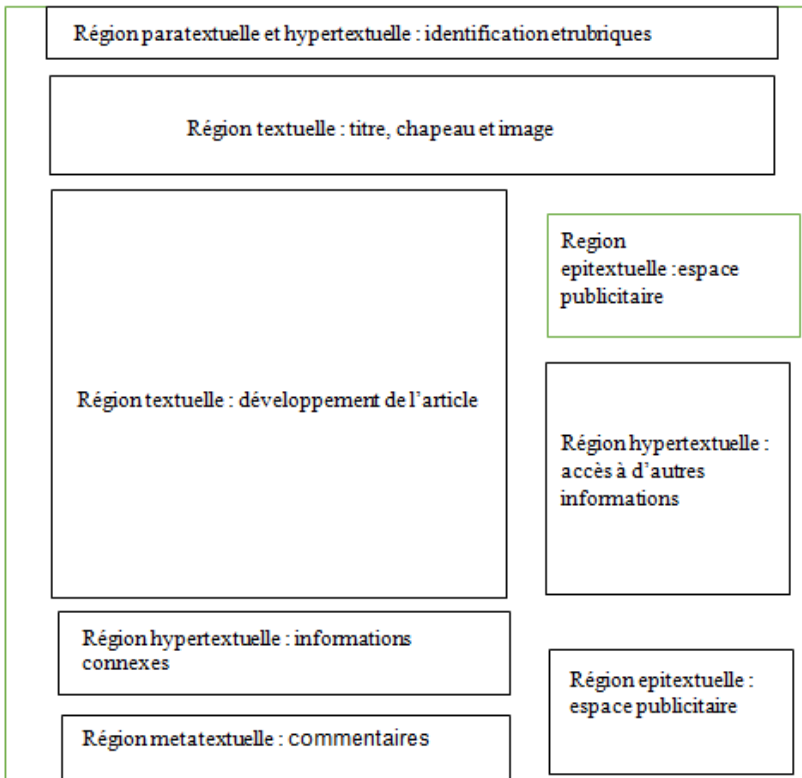 Région paratextuelle et hypertextuelle : identification etrubriques
Région textuelle : titre, chapeau et image
Région textuelle : développement de l’article
Region
epitextuelle :espace
publicitaire
Région hypertextuelle :
accès à d’autres
informations
Région hypertextuelle : informations
connexes
Région epitextuelle :
espace publicitaire
Région metatextuelle : commentaires